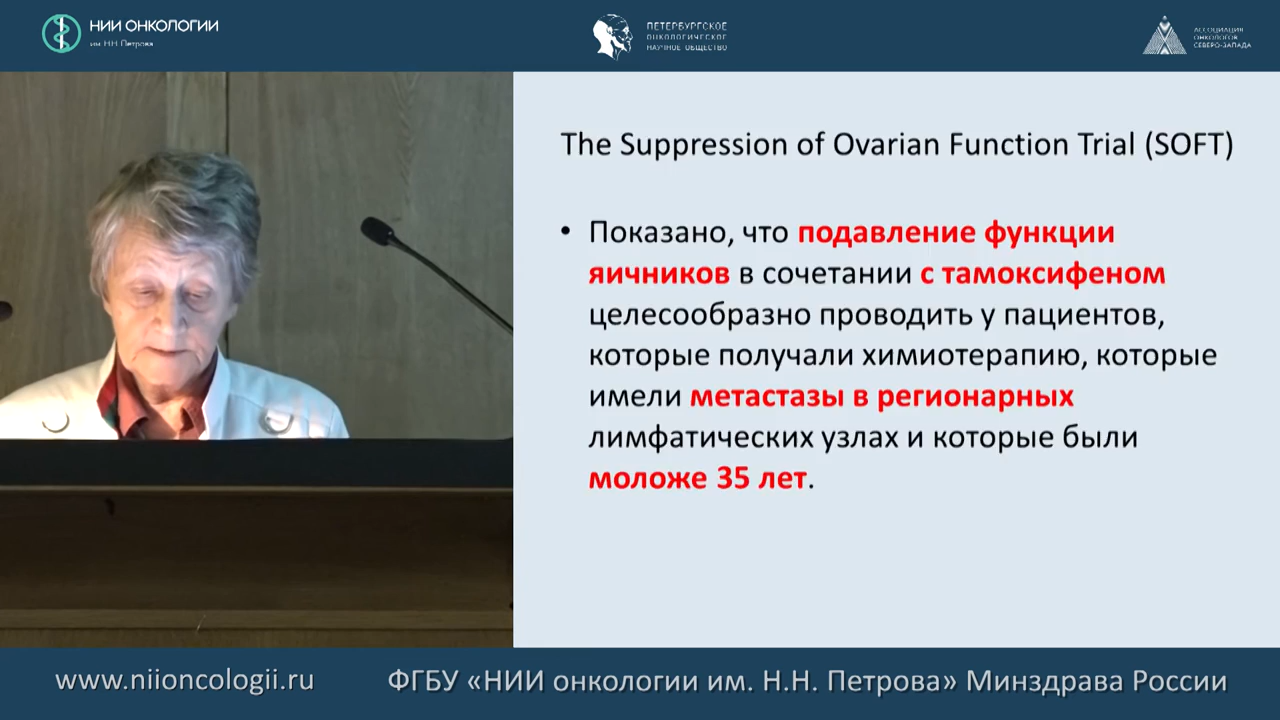 НИИ ОНКОЛОГИИ
им. Н.Н. Петрова
ПЕТЕРБУРГСКОЕ
ОНКОЛОГИЧЕСКОЕ
НАУЧНОЕ ОБЩЕСТВО
АССОЦИАЦИЯ
ОНКОЛОГОВ
СЕВЕРО-ЗАПАДА
The Suppression of Ovarian Function Trial (SOFT)
• Показано, что подавление функции
яичников в сочетании с тамоксифеном
целесообразно проводить у пациентов,
которые получали химиотерапию, которые
имели метастазы в регионарных
лимфатических узлах и которые были
моложе 35 лет.
www.niioncologii.ru
ФГБУ «НИИ онкологии им. Н.Н. Петрова» Минздрава России